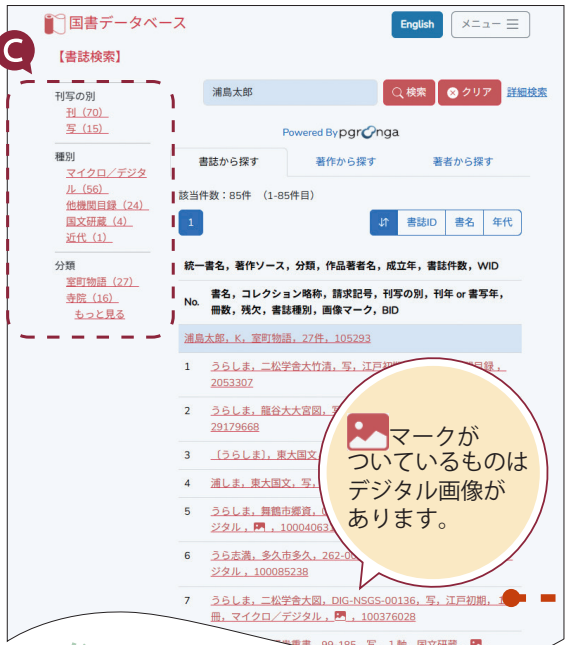 国書データベース
English
メニュー
C
【書誌検索】
刊写の別
刊（70）
写（15）
種別
マイクロ／デジタ
ル（56）
他機関目録（24）
国文研蔵（4）
近代（1）
分類
室町物語（27）
寺院（16）
もっと見る
浦島太郎
検索
クリア
詳細検索
Powered By pgroonga
書誌から探す
著作から探す
著者から探す
該当件数：85件 （1-85件目）
1
書誌ID
書名
年代
統一書名，著作ソース，分類，作品著者名，成立年，書誌件数，WID
No. 書名，コレクション略称，請求記号，刊写の別，刊年 or 書写年，
冊数，残欠，書誌種別，画像マーク，BID
浦島太郎，K，室町物語，27件，105293
1 うらしま，二松学舎大竹清，写，江戸初 目録，
2053307
2 うらしま，龍谷大大宮図，
29179668
3 〔うらしま〕，東大国文
4 浦しま，東大国文，写，
5 うらしま，舞鶴市郷資，
ジタル， ，10004063
6 うら志満，多久市多久，262-00
ジタル，100085238
7 うらしま，二松学舎大図，DIG-NSGS-00136，写，江戸初期，
冊，マイクロ／デジタル， ，100376028
99-185，写，1軸，国文研蔵，
マークが
ついているものは
デジタル画像が
あります。